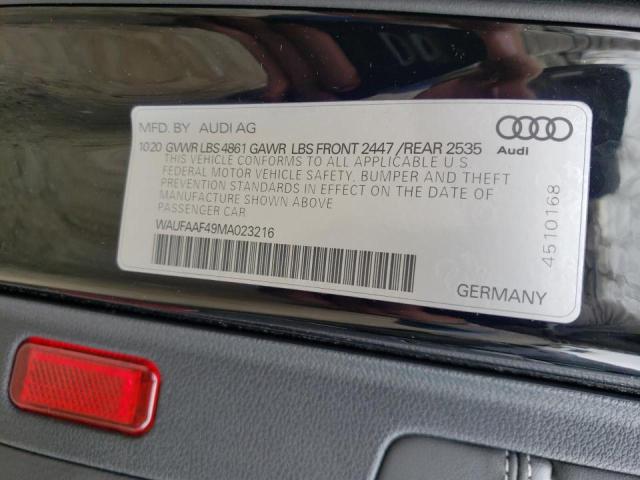 MFD. BY AUDI AG
10 20 GVWR LBS 4861 GAWR LBS FRONT 2447 /REAR 2535
THIS VEHICLE CONFORMS TO ALL APPLICABLE U.S.
FEDERAL MOTOR VEHICLE SAFETY, BUMPER AND THEFT
PREVENTION STANDARDS IN EFFECT ON THE DATE OF
MANUFACTURE SHOWN ABOVE
PASSENGER CAR
WAUFAAF49MA023216
Audi
4510168
GERMANY